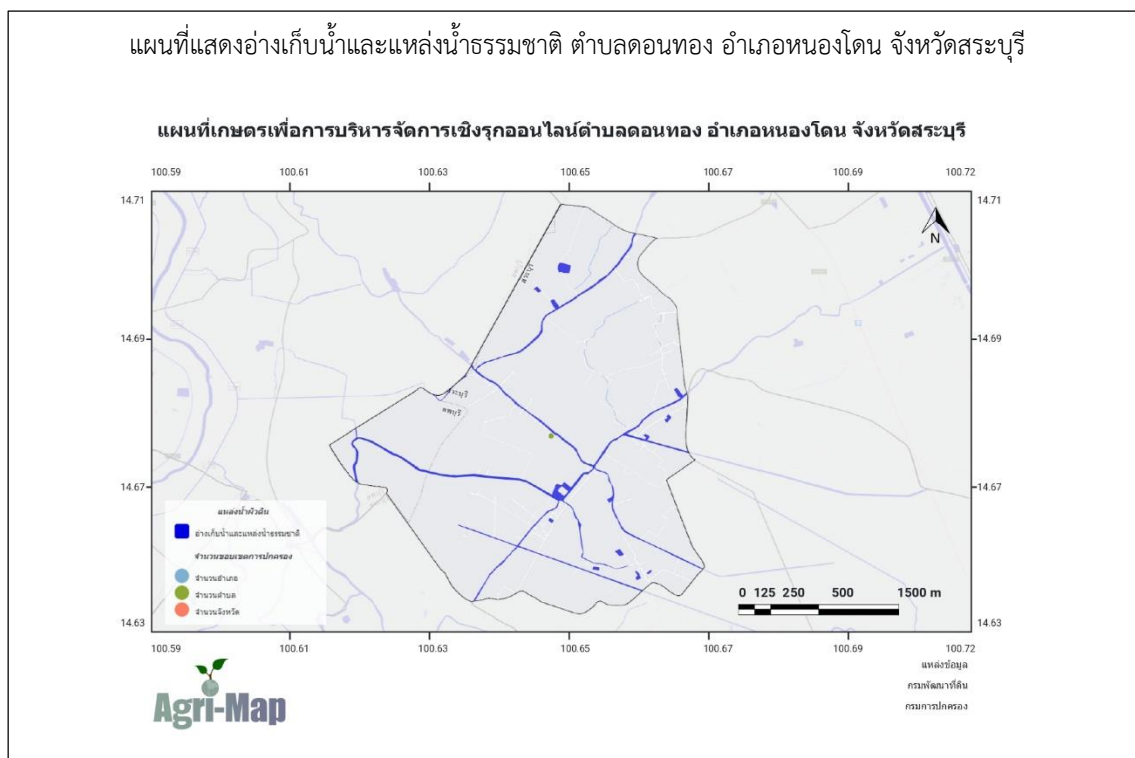 แผนที่แสดงอ่างเก็บน้ำและแหล่งน้ำธรรมชาติ ตำบลดอนทอง อำเภอหนองโดน จังหวัดสระบุรี
แผนที่เกษตรเพื่อการบริหารจัดการเชิงรุกออนไลน์ตำบลดอนทอง อำเภอหนองโดน จังหวัดสระบุรี
100.59 100.61 100.63 100.65 100.67 100.69 100.72
14.71 14.71
N
สระบุรี
14.69 14.69
สระบุรี
ลพบุรี
14.67 14.67
แหล่งน้ำผิวดิน
อ่างเก็บน้ำและแหล่งน้ำธรรมชาติ
จำนวนขอบเขตการปกครอง
จำนวนอำเภอ
จำนวนตำบล
จำนวนจังหวัด
0 125 250 500 1500 m
14.63 14.63
100.59 100.61 100.63 100.65 100.67 100.69 100.72
แหล่งข้อมูล
กรมพัฒนาที่ดิน
กรมการปกครอง
Agri-Map